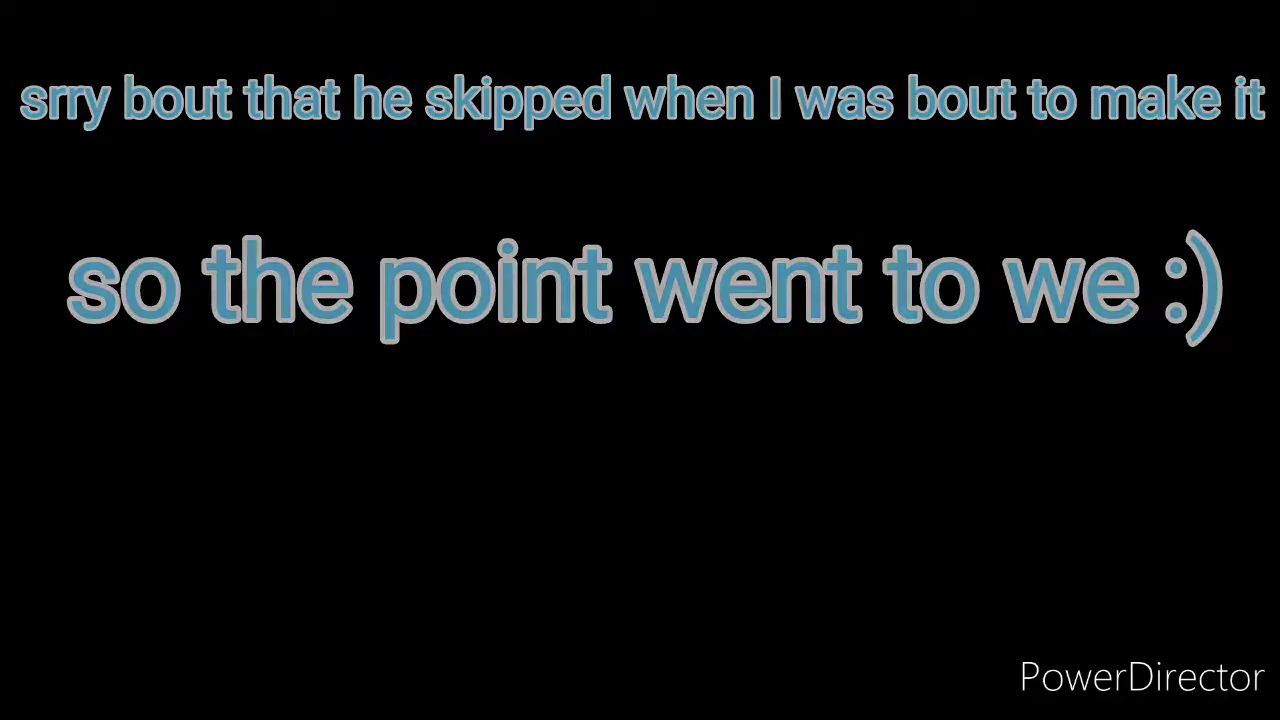 srry bout that he skipped when I was bout to make it
so the point went to we :)
PowerDirector